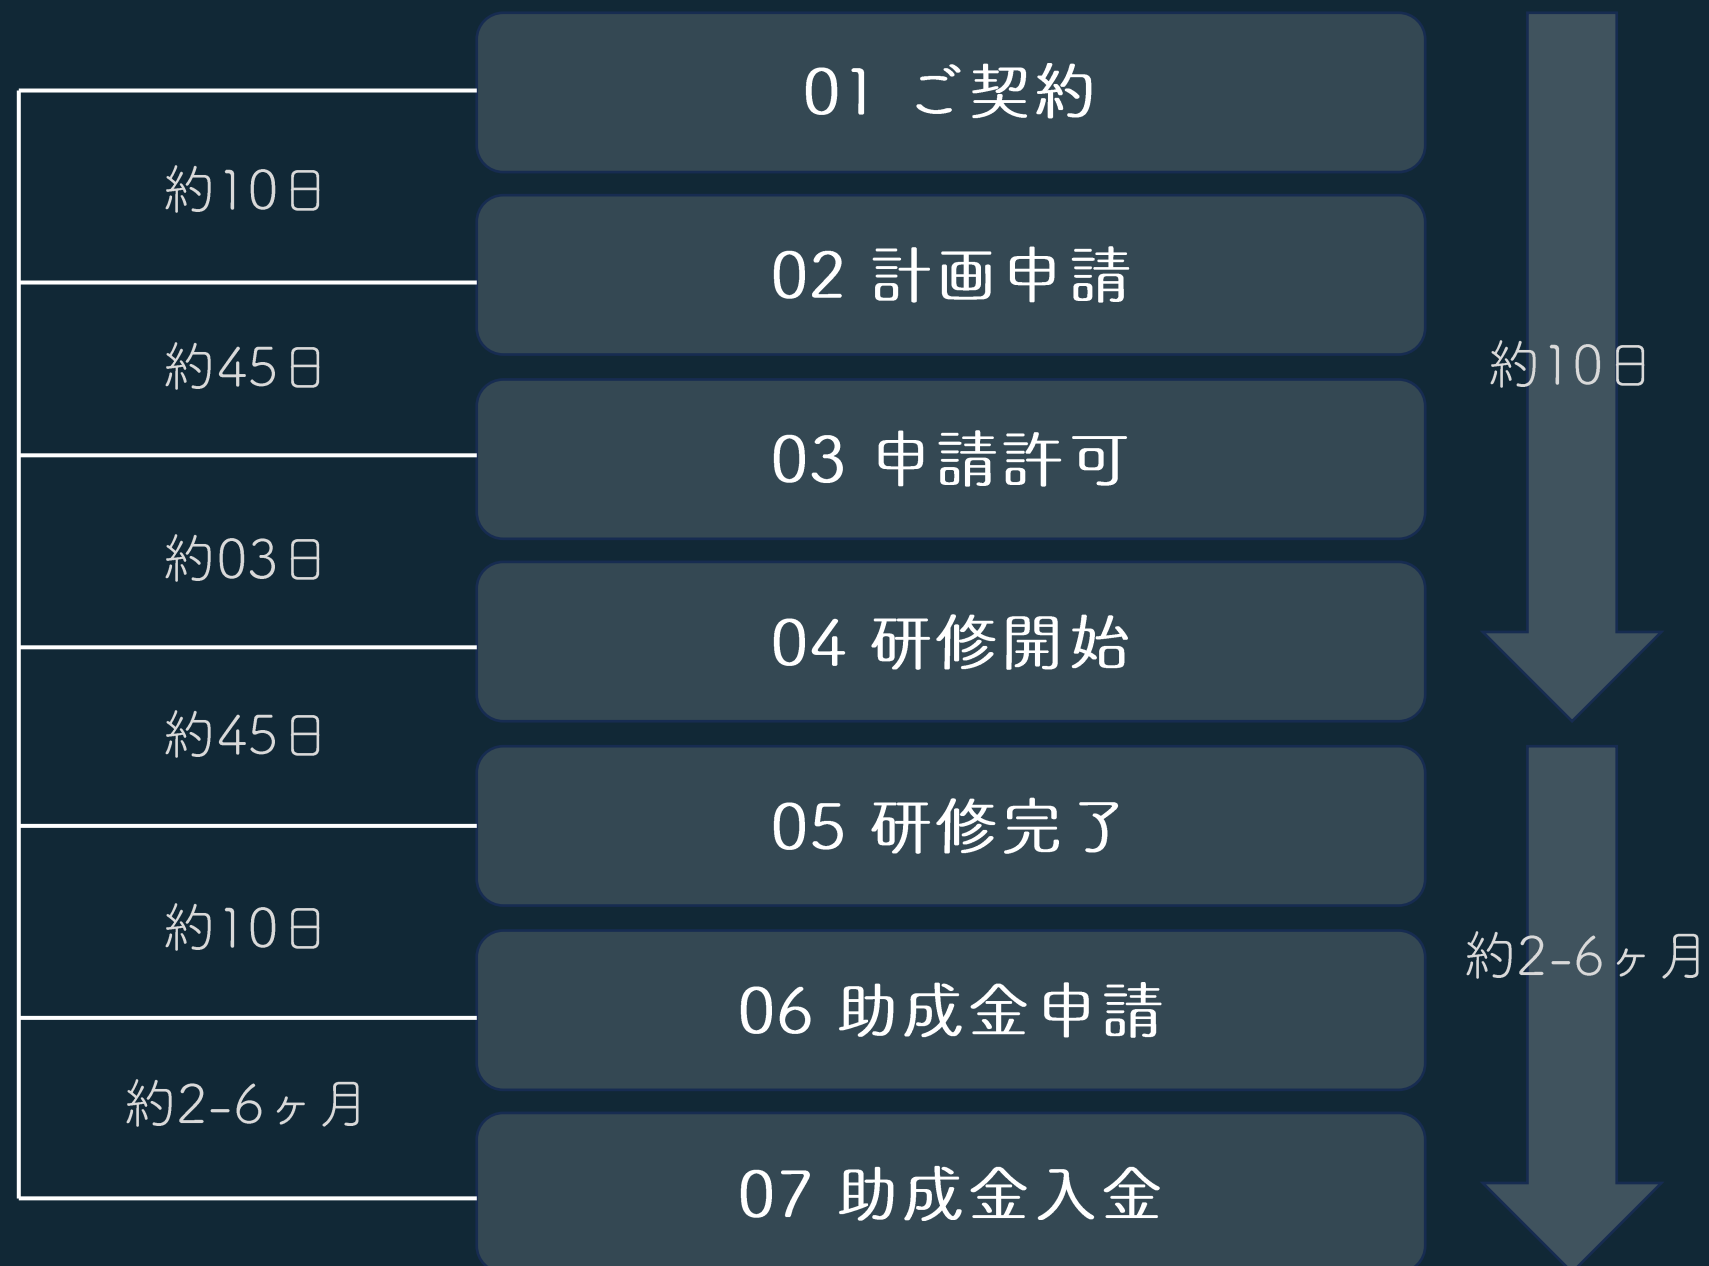 01 ご契約
約10日
02 計画申請
約45日
約10日
03 申請許可
約03日
04 研修開始
約45日
05 研修完了
約10日
約2-6ヶ月
06 助成金申請
約2-6ヶ月
07 助成金入金